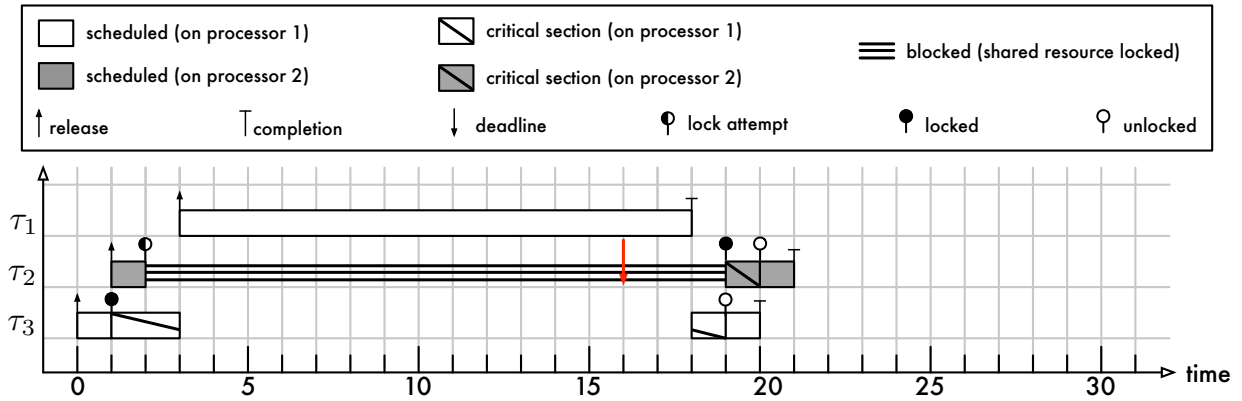 scheduled (on processor 1)
critical section (on processor 1)
blocked (shared resource locked)
scheduled (on processor 2)
critical section (on processor 2)
release
completion
deadline
lock attempt
locked
unlocked
τ1
τ2
τ3
0 5 10 15 20 25 30 time